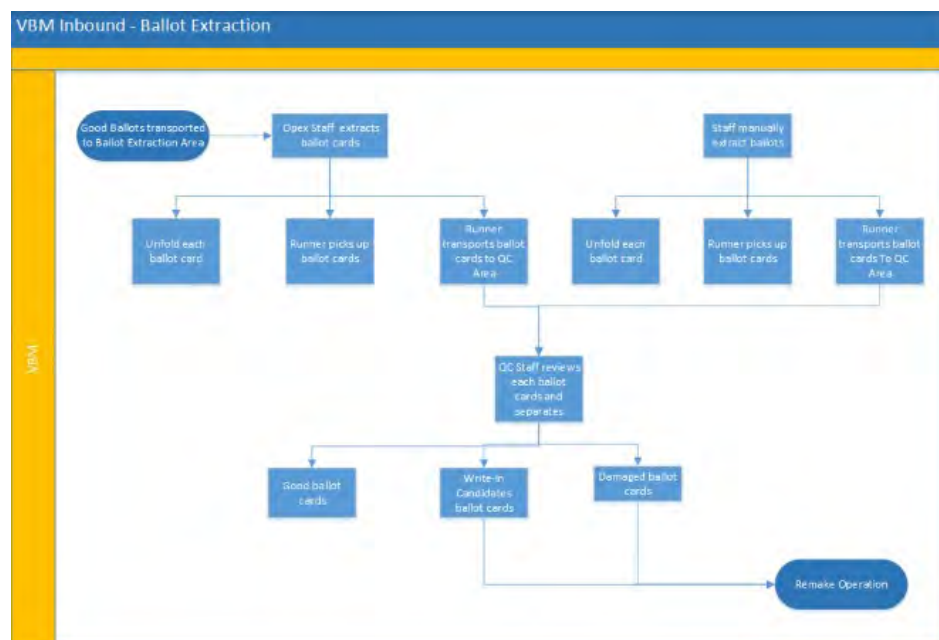 VBM Inbound - Ballot Extraction
VBM
Good Ballots transported
to Ballot Extraction Area
Opex Staff extracts
ballot cards
Staff manually
extract ballots
Unfold each
ballot card
Runner picks up
ballot cards
Runner
transports ballot
cards to QC
Area
Unfold each
ballot card
Runner picks up
ballot cards
Runner
transports ballot
cards To QC
Area
QC Staff reviews
each ballot
cards and
separates
Good ballot
cards
Write-In
Candidates
ballot cards
Damaged ballot
cards
Remake Operation